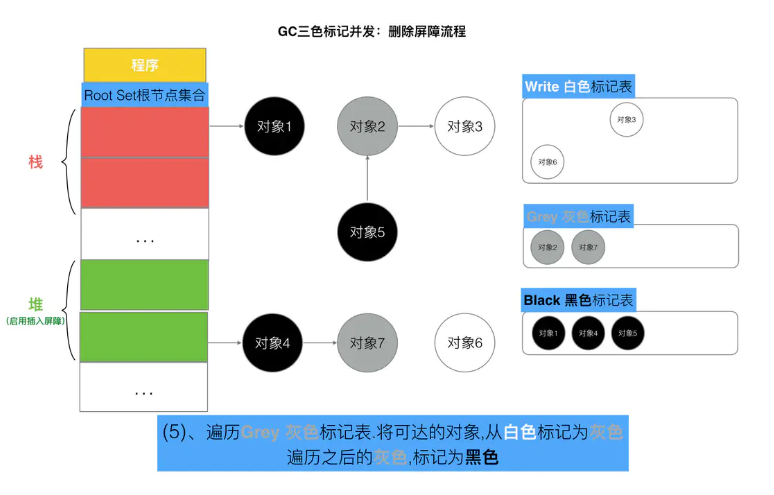 GC三色标记并发：删除屏障流程
程序
Root Set根节点集合
栈
...
堆
(启用插入屏障)
...
对象1
对象2
对象3
对象5
对象4
对象7
对象6
Write 白色标记表
对象3
对象6
Grey 灰色标记表
对象2
对象7
Black 黑色标记表
对象1
对象4
对象5
(5)、遍历Grey 灰色标记表.将可达的对象,从白色标记为灰色
遍历之后的灰色,标记为黑色